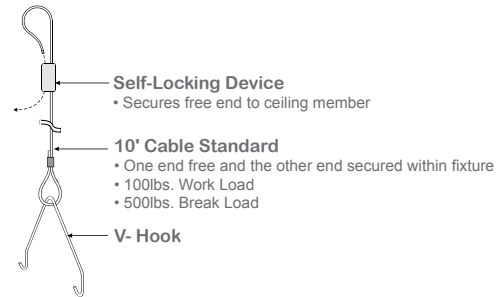 Self-Locking Device
• Secures free end to ceiling member
10' Cable Standard
• One end free and the other end secured within fixture
• 100lbs. Work Load
• 500lbs. Break Load
V- Hook